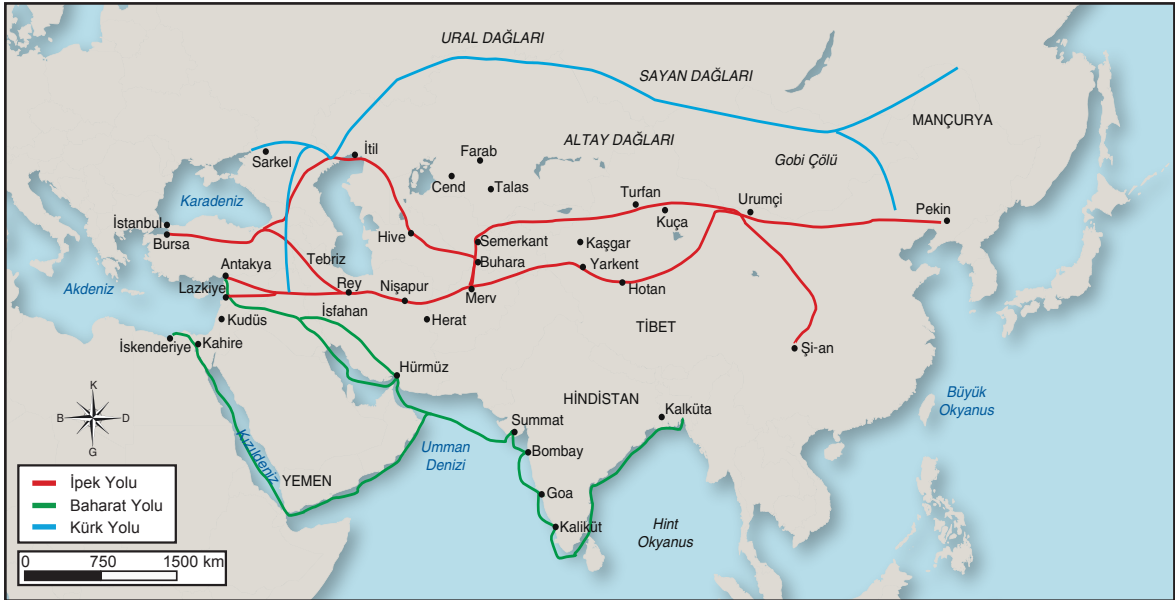 URAL DAĞLARI
SAYAN DAĞLARI
MANÇURYA
ALTAY DAĞLARI
Gobi Çölü
İtil
Sarkel
Farab
Cend
Talas
Karadeniz
Turfan
Kuça
Urumçi
Pekin
İstanbul
Bursa
Hive
Semerkant
Kaşgar
Buhara
Yarkent
Tebriz
Antakya
Akdeniz
Lazkiye
Rey
Nişapur
Merv
Hotan
İsfahan
Herat
Kudüs
TİBET
İskenderiye
Kahire
Şi-an
Hürmüz
HİNDİSTAN
Büyük
Okyanus
Kalküta
Summat
K
B
D
G
Kızıldeniz
Umman
Denizi
Bombay
YEMEN
Goa
Kaliküt
Hint
Okyanus
İpek Yolu
Baharat Yolu
Kürk Yolu
0 750 1500 km